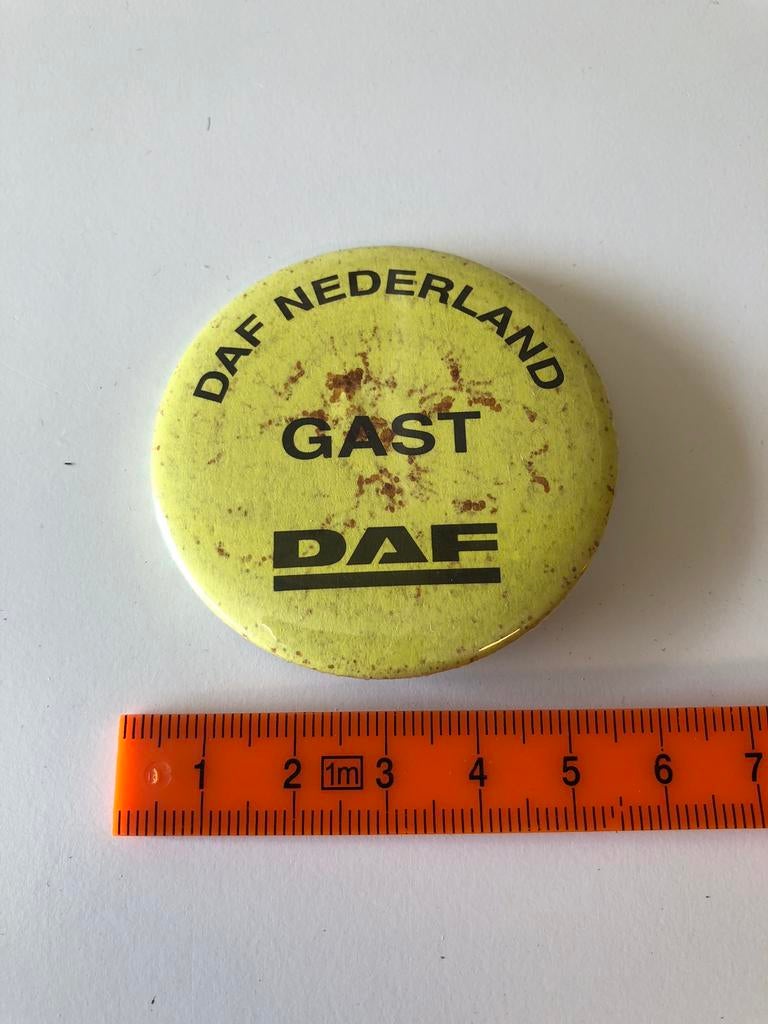 DAF NEDERLAND
GAST
DAF
1 2 1m 3 4 5 6 7